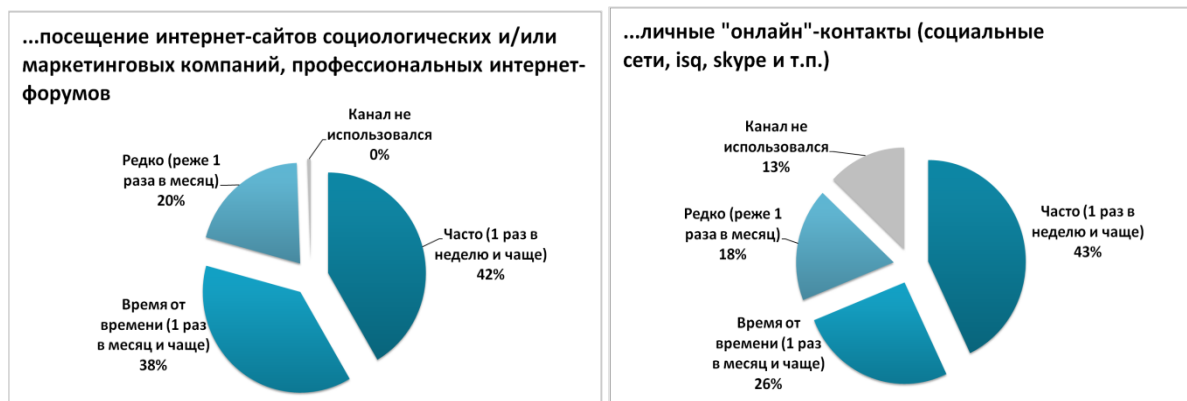 ...посещение интернет-сайтов социологических и/или
маркетинговых компаний, профессиональных интернет-
форумов
Канал не
использовался
0%
Редко (реже 1
раза в месяц)
20%
Часто (1 раз в
неделю и чаще)
42%
Время от
времени (1 раз
в месяц и чаще)
38%
...личные "онлайн"-контакты (социальные
сети, isq, skype и т.п.)
Канал не
использовался
13%
Редко (реже 1
раза в месяц)
18%
Часто (1 раз в
неделю и чаще)
43%
Время от
времени (1 раз
в месяц и чаще)
26%